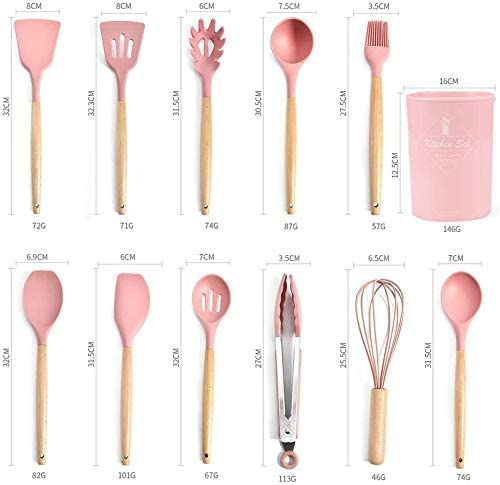 8CM
8CM
6CM
7.5CM
3.5CM
32CM
32.3CM
31.5CM
30.5CM
27.5CM
16CM
12.5CM
Kitchen Set
72G
71G
74G
87G
57G
146G
6.9CM
6CM
7CM
3.5CM
6.5CM
7CM
32CM
31.5CM
32CM
27CM
25.5CM
31.5CM
82G
101G
67G
113G
46G
74G